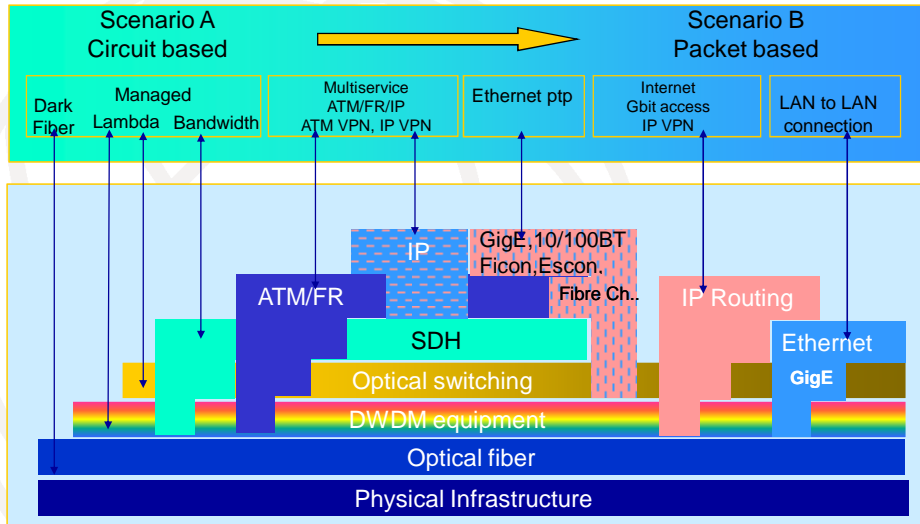 Scenario A
Circuit based
Scenario B
Packet based
Dark
Fiber
Managed
Lambda
Bandwidth
Multiservice
ATM/FR/IP
ATM VPN, IP VPN
Ethernet ptp
Internet
Gbit access
IP VPN
LAN to LAN
connection
IP
GigE,10/100BT
Ficon,Escon.
Fibre Ch..
ATM/FR
IP Routing
SDH
Ethernet
GigE
Optical switching
DWDM equipment
Optical fiber
Physical Infrastructure